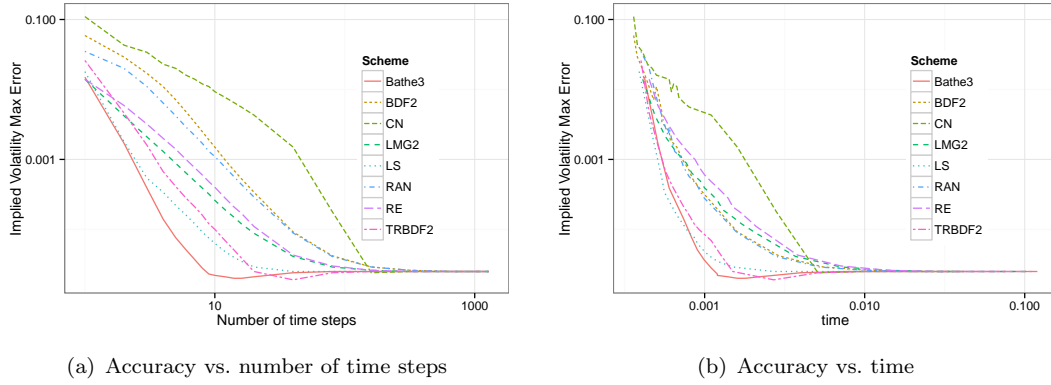 0.100
0.001
Implied Volatility Max Error
Scheme
Bathe3
BDF2
CN
LMG2
LS
RAN
RE
TRBDF2
10
1000
Number of time steps
(a) Accuracy vs. number of time steps
0.100
0.001
Implied Volatility Max Error
Scheme
Bathe3
BDF2
CN
LMG2
LS
RAN
RE
TRBDF2
0.001
0.010
0.100
time
(b) Accuracy vs. time